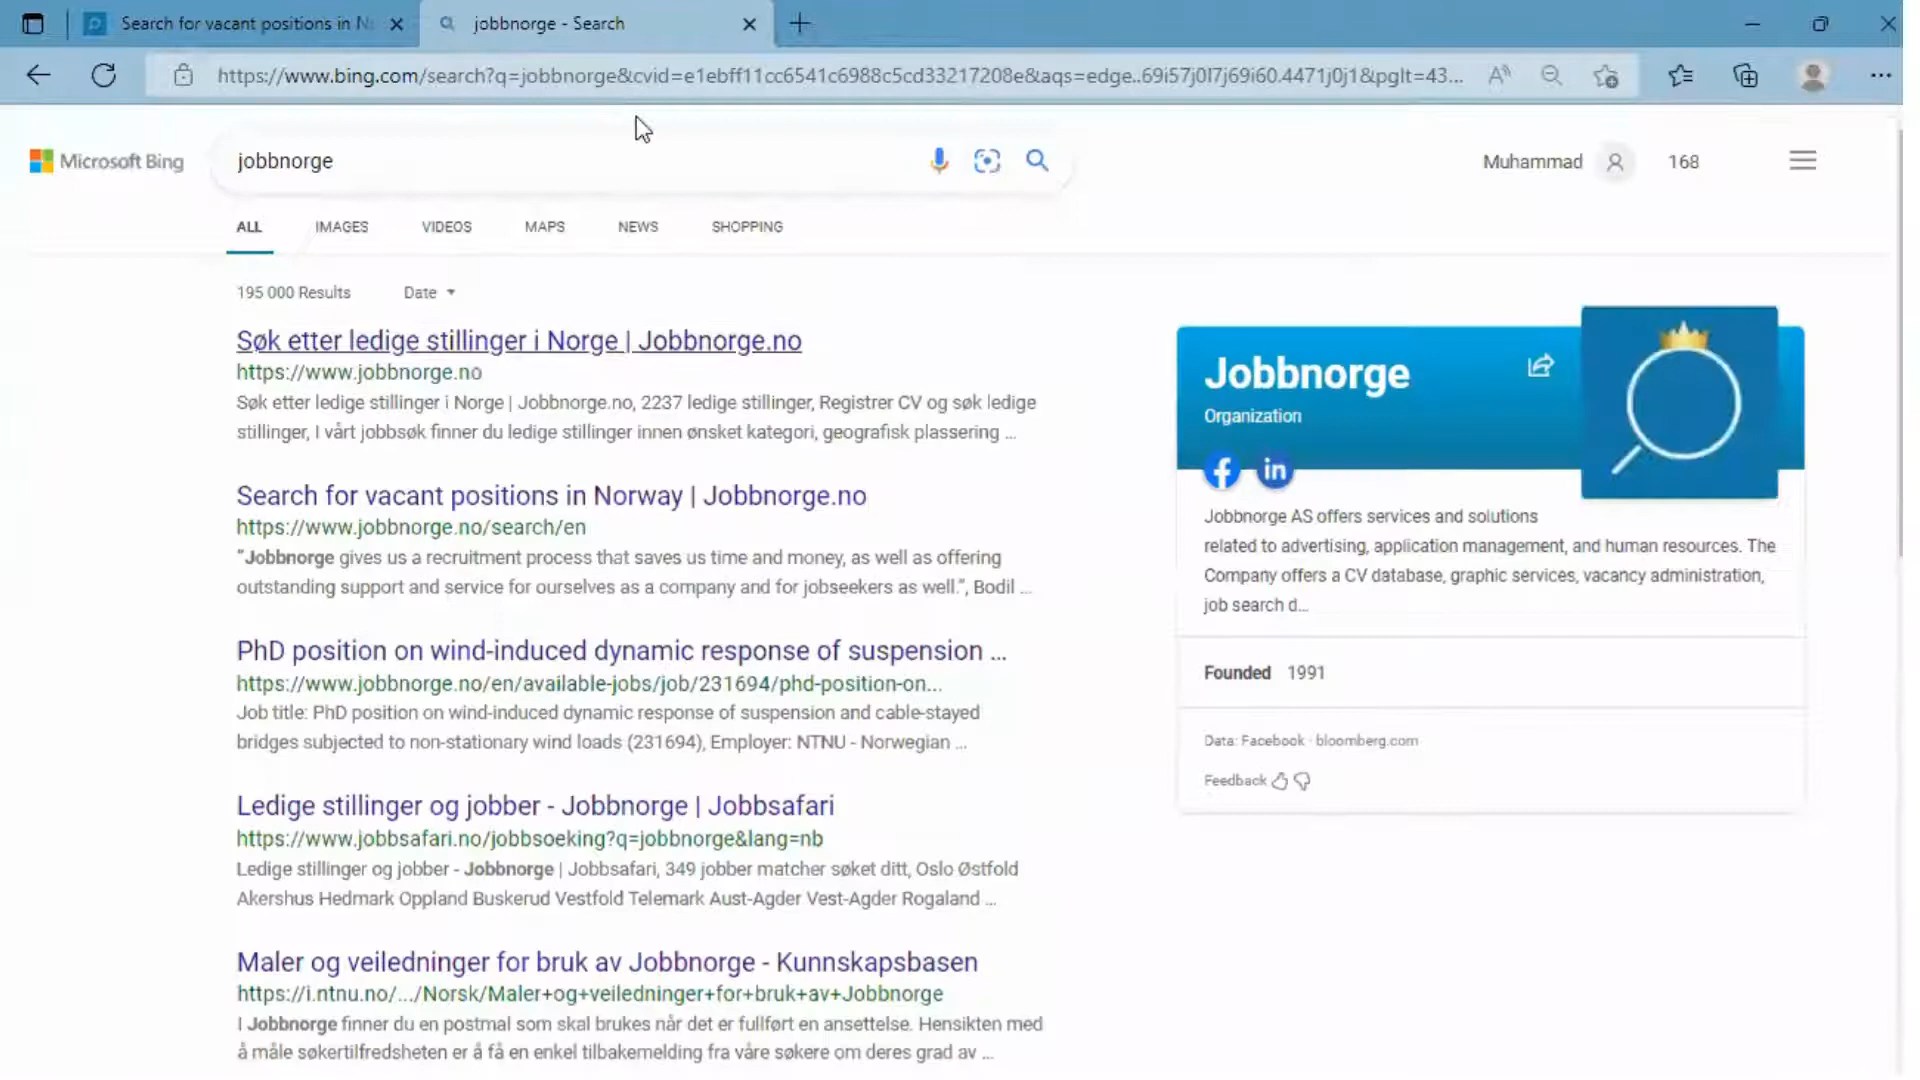 Search for vacant positions in N
jobbnorge - Search
https://www.bing.com/search?q=jobbnorge&cvid=e1ebff11cc6541c6988c5cd33217208e&aqs=edge..69i57j0l7j69i60.4471j0j1&pglt=43...
Microsoft Bing
jobbnorge
Muhammad
168
ALL IMAGES VIDEOS MAPS NEWS SHOPPING
195 000 Results Date
Søk etter ledige stillinger i Norge | Jobbnorge.no
https://www.jobbnorge.no
Søk etter ledige stillinger i Norge | Jobbnorge.no, 2237 ledige stillinger, Registrer CV og søk ledige
stillinger, I vårt jobbsøk finner du ledige stillinger innen ønsket kategori, geografisk plassering ...
Search for vacant positions in Norway | Jobbnorge.no
https://www.jobbnorge.no/search/en
"Jobbnorge gives us a recruitment process that saves us time and money, as well as offering
outstanding support and service for ourselves as a company and for jobseekers as well.", Bodil ...
PhD position on wind-induced dynamic response of suspension ...
https://www.jobbnorge.no/en/available-jobs/job/231694/phd-position-on...
Job title: PhD position on wind-induced dynamic response of suspension and cable-stayed
bridges subjected to non-stationary wind loads (231694), Employer: NTNU - Norwegian ...
Ledige stillinger og jobber - Jobbnorge | Jobbsafari
https://www.jobbsafari.no/jobbsoeking?q=jobbnorge&lang=nb
Ledige stillinger og jobber - Jobbnorge | Jobbsafari, 349 jobber matcher søket ditt, Oslo Østfold
Akershus Hedmark Oppland Buskerud Vestfold Telemark Aust-Agder Vest-Agder Rogaland ...
Maler og veiledninger for bruk av Jobbnorge - Kunnskapsbasen
https://i.ntnu.no/.../Norsk/Maler+og+veiledninger+for+bruk+av+Jobbnorge
I Jobbnorge finner du en postmal som skal brukes når det er fullført en ansettelse. Hensikten med
å måle søkertilfredsheten er å få en enkel tilbakemelding fra våre søkere om deres grad av ...
Jobbnorge
Organization
Jobbnorge AS offers services and solutions
related to advertising, application management, and human resources. The
Company offers a CV database, graphic services, vacancy administration,
job search d...
Founded 1991
Data: Facebook · bloomberg.com
Feedback